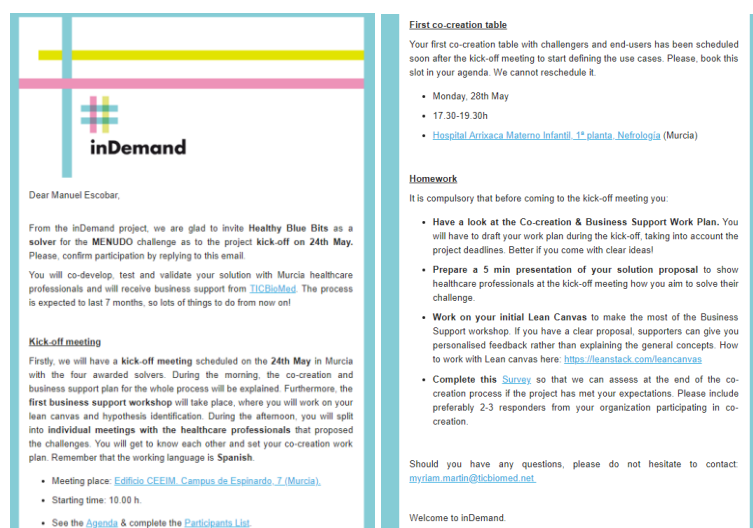 inDemand
Dear Manuel Escobar,
From the inDemand project, we are glad to invite Healthy Blue Bits as a
solver for the MENUDO challenge as to the project kick-off on 24th May.
Please, confirm participation by replying to this email.
You will co-develop, test and validate your solution with Murcia healthcare
professionals and will receive business support from TICBioMed. The process
is expected to last 7 months, so lots of things to do from now on!
Kick-off meeting
Firstly, we will have a kick-off meeting scheduled on the 24th May in Murcia
with the four awarded solvers. During the morning, the co-creation and
business support plan for the whole process will be explained. Furthermore, the
first business support workshop will take place, where you will work on your
lean canvas and hypothesis identification. During the afternoon, you will split
into individual meetings with the healthcare professionals that proposed
the challenges. You will get to know each other and set your co-creation work
plan. Remember that the working language is Spanish.
• Meeting place: Edificio CEEIM. Campus de Espinardo, 7 (Murcia).
• Starting time: 10.00 h.
• See the Agenda & complete the Participants List.
First co-creation table
Your first co-creation table with challengers and end-users has been scheduled
soon after the kick-off meeting to start defining the use cases. Please, book this
slot in your agenda. We cannot reschedule it.
• Monday, 28th May
• 17.30-19.30h
• Hospital Arrixaca Materno Infantil, 1ª planta, Nefrología (Murcia)
Homework
It is compulsory that before coming to the kick-off meeting you:
• Have a look at the Co-creation & Business Support Work Plan. You
will have to draft your work plan during the kick-off, taking into account the
project deadlines. Better if you come with clear ideas!
• Prepare a 5 min presentation of your solution proposal to show
healthcare professionals at the kick-off meeting how you aim to solve their
challenge.
• Work on your initial Lean Canvas to make the most of the Business
Support workshop. If you have a clear proposal, supporters can give you
personalised feedback rather than explaining the general concepts. How
to work with Lean canvas here: https://leanstack.com/leancanvas
• Complete this Survey so that we can assess at the end of the co-
creation process if the project has met your expectations. Please include
preferably 2-3 responders from your organization participating in co-
creation.
Should you have any questions, please do not hesitate to contact:
myriam.martin@ticbiomed.net
Welcome to inDemand.